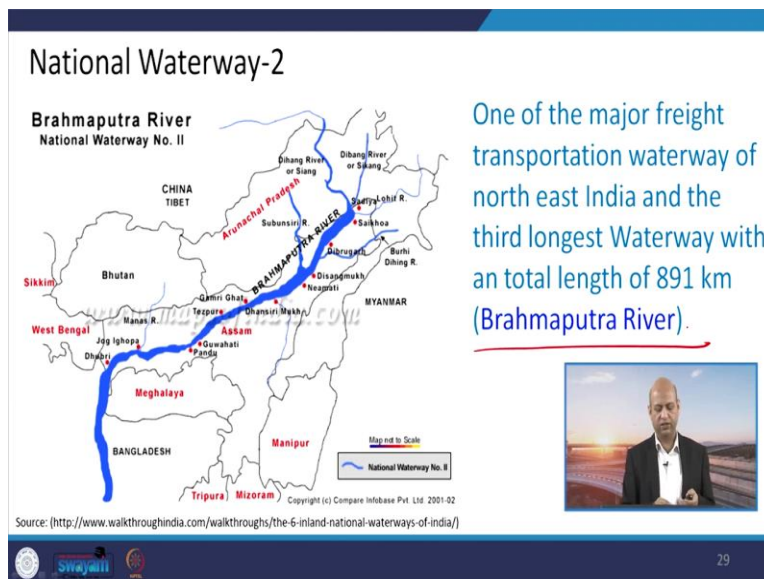 National Waterway-2
Brahmaputra River
National Waterway No. II
CHINA
TIBET
Dihang River
or Siang
Dibang River
or Sikang
Arunachal Pradesh
Sadiya
Lohit R.
Subunsiri R.
Saikhoa
BRAHMAPUTRA RIVER
Dibrugarh
Burhi
Dihing R.
Sikkim
Bhutan
Disangmukh
Neamati
MYANMAR
Gamri Ghat
www.mapsofindia.com
Tezpur
Dhansiri Mukh
West Bengal
Manas R.
Assam
Jog Ighopa
Guwahati
Dhubri
Pandu
Meghalaya
BANGLADESH
Manipur
Map not to Scale
National Waterway No. II
Tripura
Mizoram
Copyright (c) Compare Infobase Pvt. Ltd. 2001-02
One of the major freight
transportation waterway of
north east India and the
third longest Waterway with
an total length of 891 km
(Brahmaputra River).
Source: (http://www.walkthroughindia.com/walkthroughs/the-6-inland-national-waterways-of-india/)
swayam
29